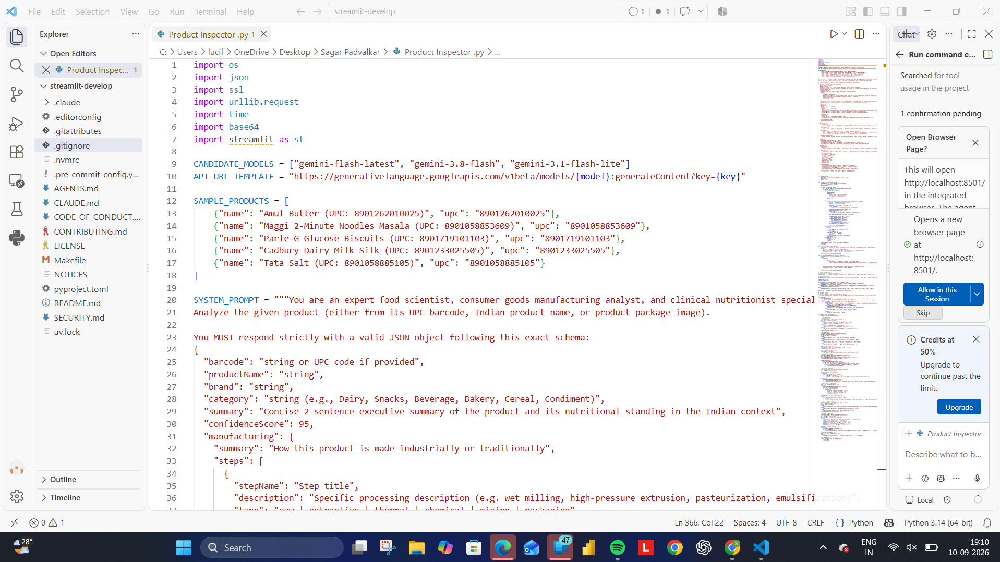 File Edit Selection View Go Run Terminal Help
streamlit-develop
1
1
Explorer
Open Editors
Product Inspec... 1
streamlit-develop
.claude
.editorconfig
.gitattributes
.gitignore
.nvmrc
.pre-commit-config.y...
AGENTS.md
CLAUDE.md
CODE_OF_CONDUCT....
CONTRIBUTING.md
LICENSE
Makefile
NOTICES
pyproject.toml
README.md
SECURITY.md
uv.lock
Outline
Timeline
Product Inspector .py 1
C: > Users > lucif > OneDrive > Desktop > Sagar Padvalkar > Product Inspector .py > ...
1 import os
2 import json
3 import ssl
4 import urllib.request
5 import time
6 import base64
7 import streamlit as st
8
9 CANDIDATE_MODELS = ["gemini-flash-latest", "gemini-3.8-flash", "gemini-3.1-flash-lite"]
10 API_URL_TEMPLATE = "https://generativelanguage.googleapis.com/v1beta/models/{model}:generateContent?key={key}"
11
12 SAMPLE_PRODUCTS = [
13 {"name": "Amul Butter (UPC: 8901262010025)", "upc": "8901262010025"},
14 {"name": "Maggi 2-Minute Noodles Masala (UPC: 8901058853609)", "upc": "8901058853609"},
15 {"name": "Parle-G Glucose Biscuits (UPC: 8901719101103)", "upc": "8901719101103"},
16 {"name": "Cadbury Dairy Milk Silk (UPC: 8901233025505)", "upc": "8901233025505"},
17 {"name": "Tata Salt (UPC: 8901058885105)", "upc": "8901058885105"}
18 ]
19
20 SYSTEM_PROMPT = """You are an expert food scientist, consumer goods manufacturing analyst, and clinical nutritionist special
21 Analyze the given product (either from its UPC barcode, Indian product name, or product package image).
22
23 You MUST respond strictly with a valid JSON object following this exact schema:
24 {
25 "barcode": "string or UPC code if provided",
26 "productName": "string",
27 "brand": "string",
28 "category": "string (e.g., Dairy, Snacks, Beverage, Bakery, Cereal, Condiment)",
29 "summary": "Concise 2-sentence executive summary of the product and its nutritional standing in the Indian context",
30 "confidenceScore": 95,
31 "manufacturing": {
32 "summary": "How this product is made industrially or traditionally",
33 "steps": [
34 {
35 "stepName": "Step title",
36 "description": "Specific processing description (e.g. wet milling, high-pressure extrusion, pasteurization, emulsification)",
37 "type": "raw | extraction | thermal | chemical | mixing | packaging"
Chat
Run command e...
Searched for tool
usage in the project
1 confirmation pending
Open Browser
Page?
This will open
http://localhost:8501/
in the integrated
browser. The agent
Opens a new
browser page
at
http://localhost:
8501/.
Allow in this
Session
Skip
Credits at
50%
Upgrade to
continue past the
limit.
Upgrade
Product Inspector
Describe what to b...
Local
0 1
Ln 366, Col 22 Spaces: 4 UTF-8 CRLF { } Python Python 3.14 (64-bit)
28°
Search
47
L
S
ENG
IN
19:10
10-09-2026